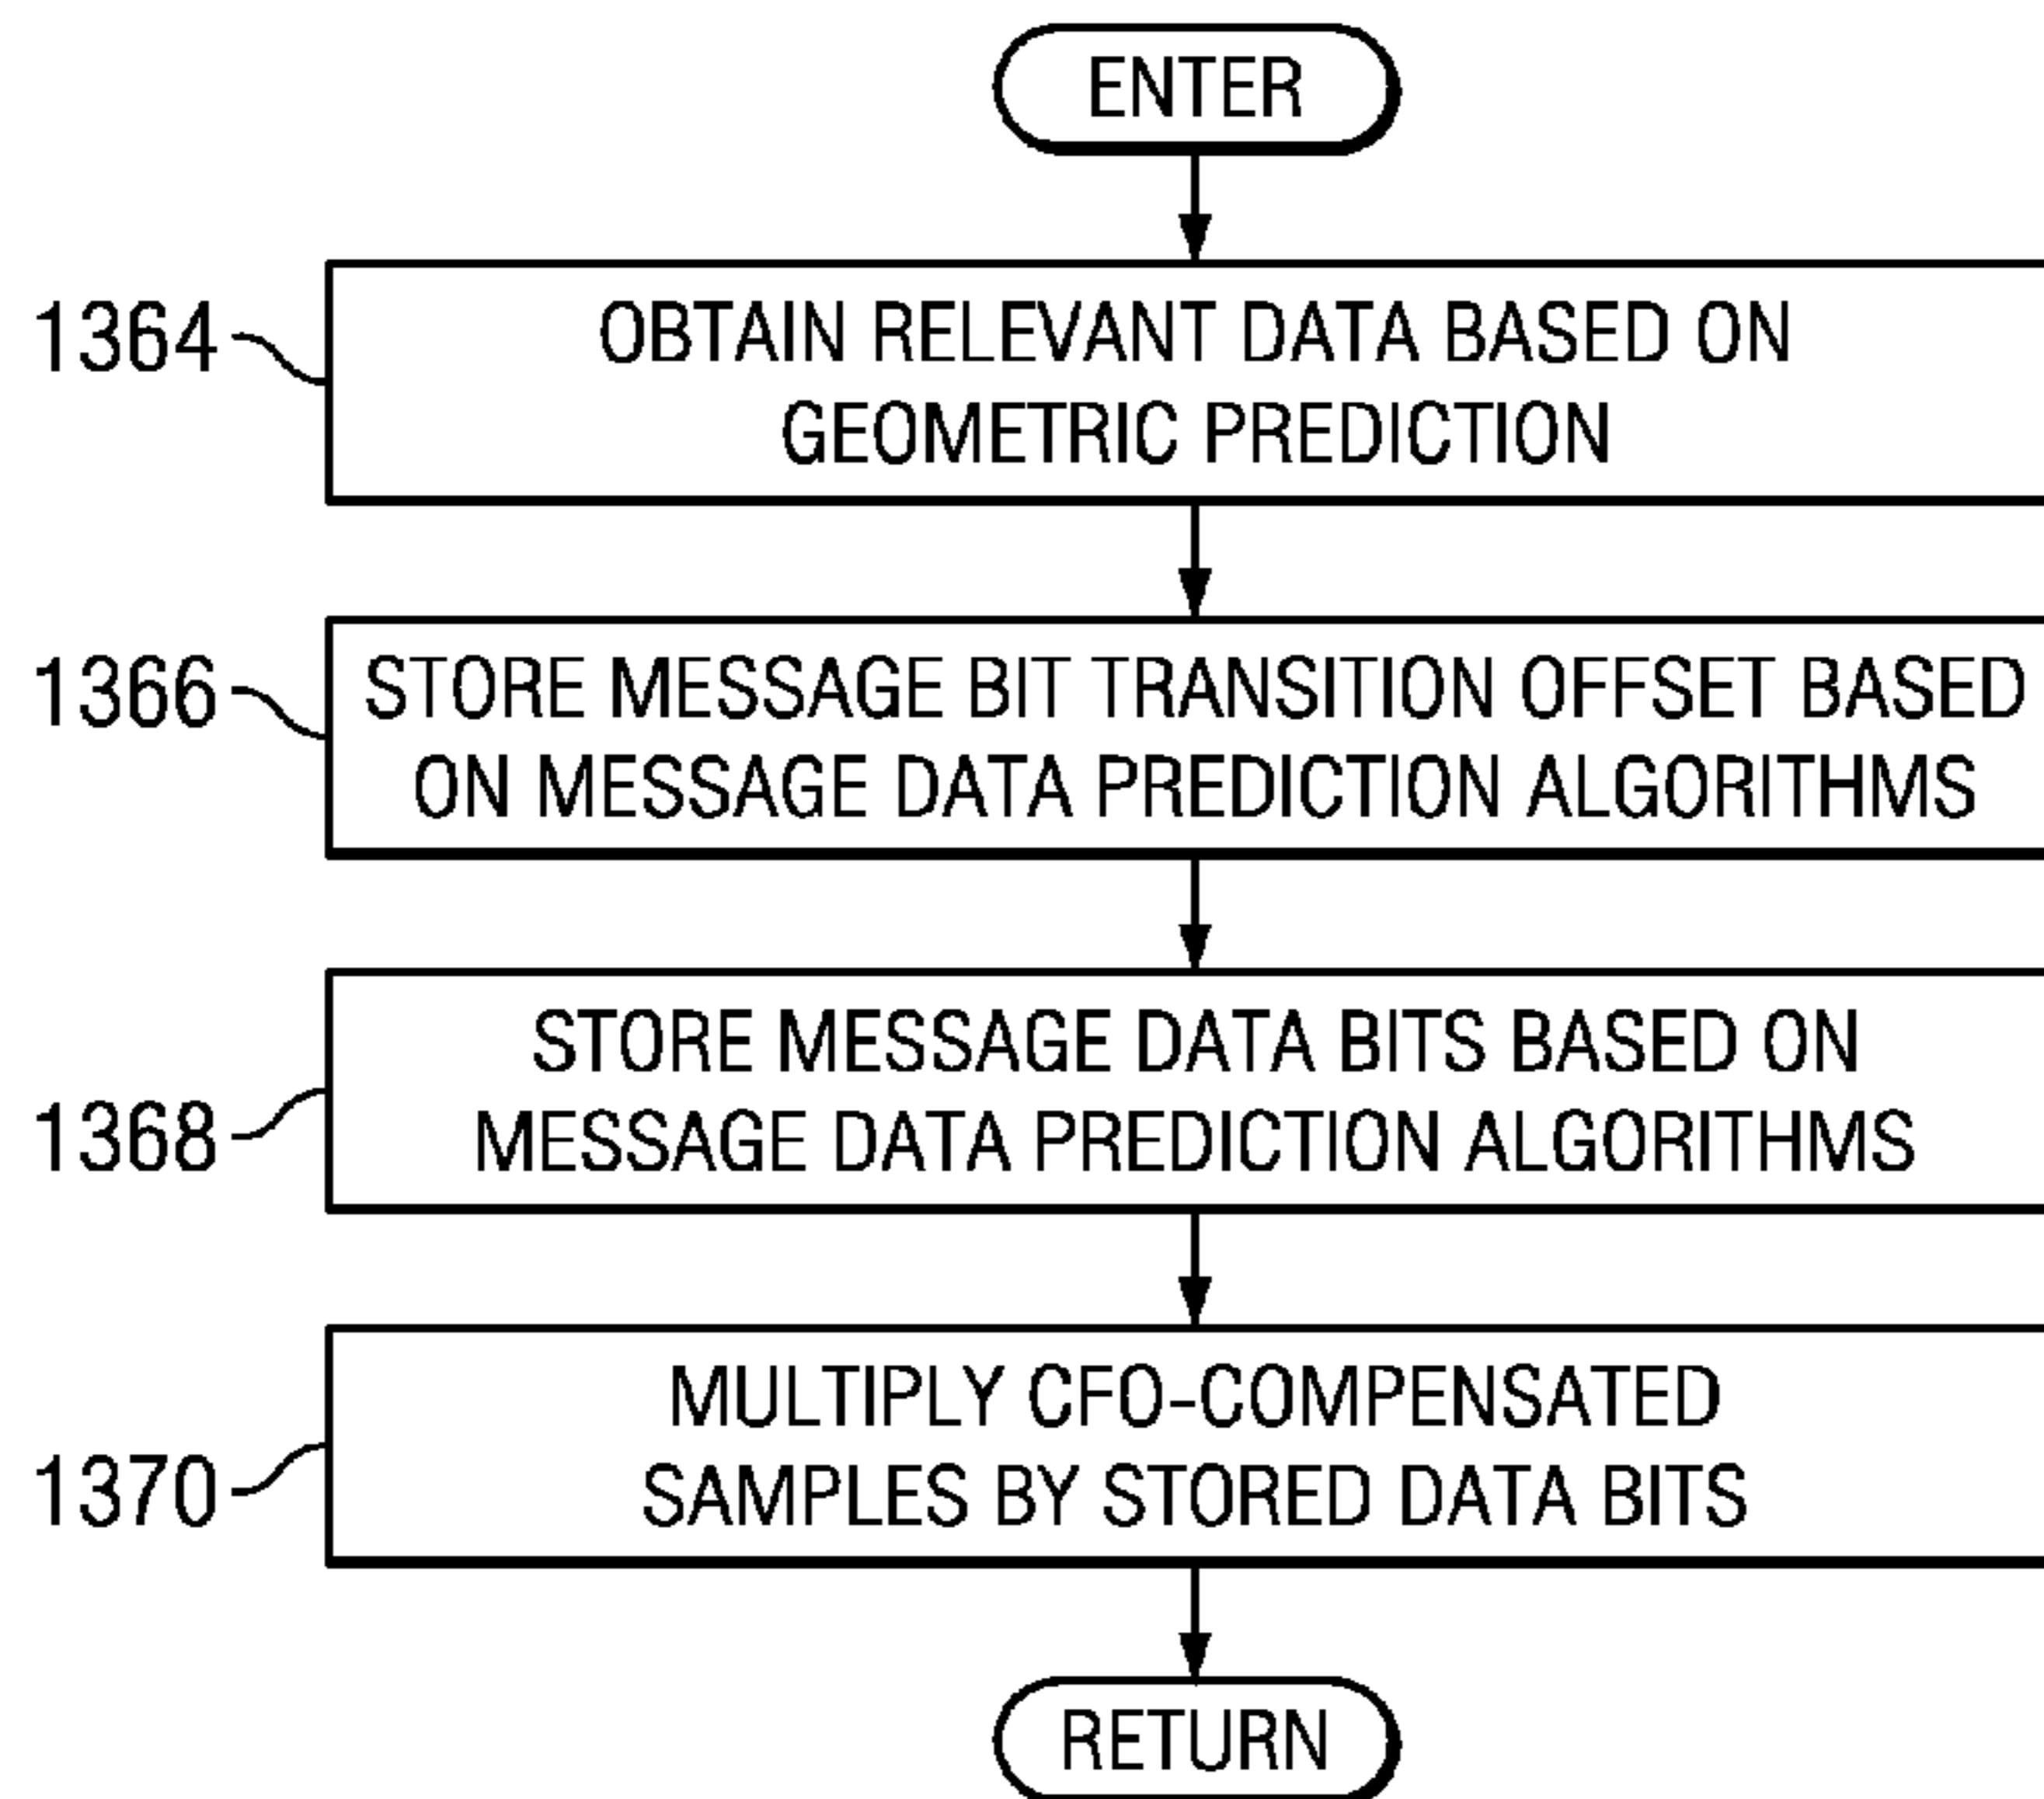 ENTER
1364
OBTAIN RELEVANT DATA BASED ON
GEOMETRIC PREDICTION
1366
STORE MESSAGE BIT TRANSITION OFFSET BASED
ON MESSAGE DATA PREDICTION ALGORITHMS
1368
STORE MESSAGE DATA BITS BASED ON
MESSAGE DATA PREDICTION ALGORITHMS
1370
MULTIPLY CFO-COMPENSATED
SAMPLES BY STORED DATA BITS
RETURN